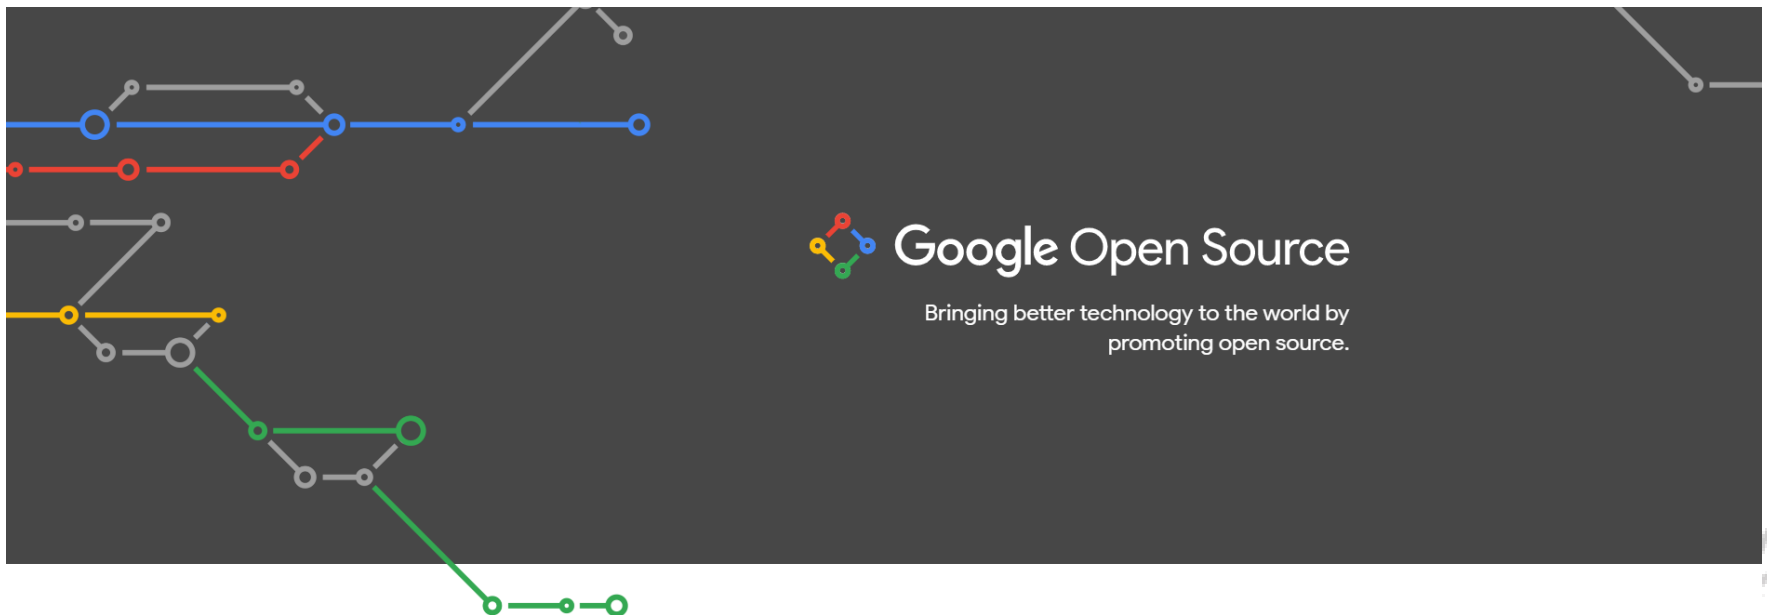 Google Open Source
Bringing better technology to the world by
promoting open source.